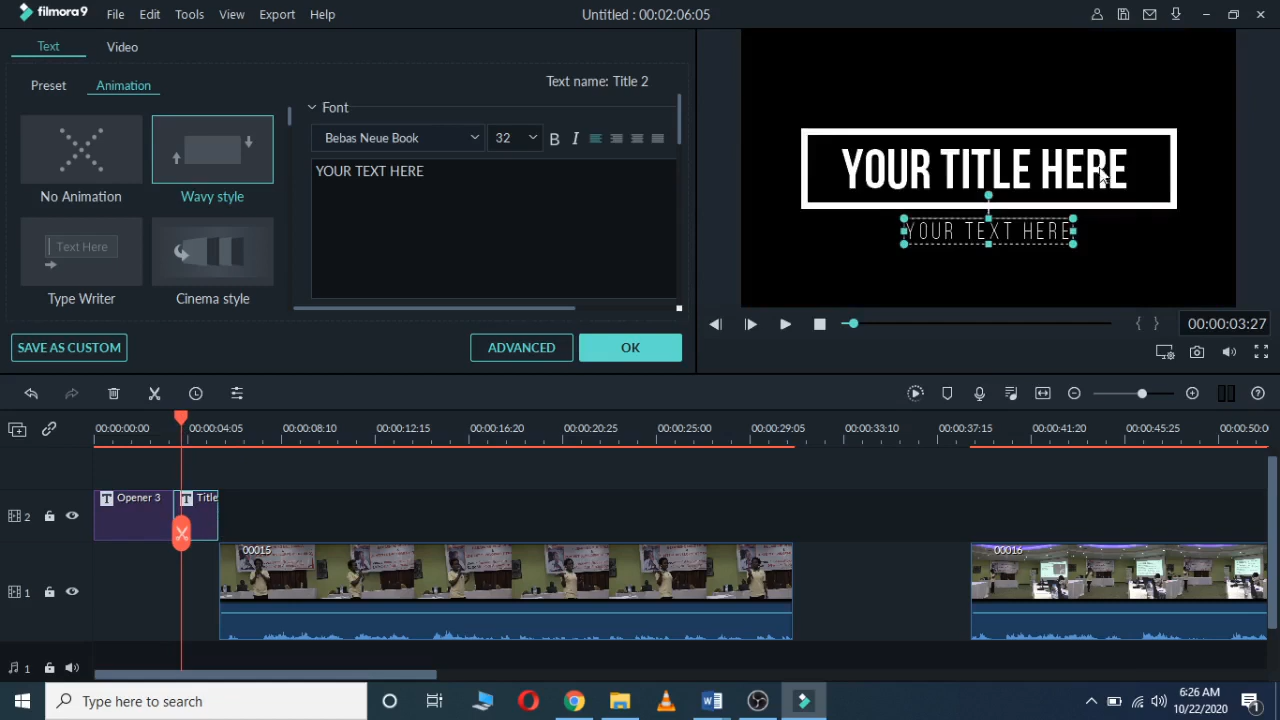 filmora9
File Edit Tools View Export Help
Untitled : 00:02:06:05
Text Video
Preset Animation
Text name: Title 2
Font
Bebas Neue Book
32
B I
YOUR TEXT HERE
No Animation
Wavy style
Text Here
Type Writer
Cinema style
SAVE AS CUSTOM
ADVANCED
OK
YOUR TITLE HERE
YOUR TEXT HERE
{ }
00:00:03:27
00:00:00:00 00:00:04:05 00:00:08:10 00:00:12:15 00:00:16:20 00:00:20:25 00:00:25:00 00:00:29:05 00:00:33:10 00:00:37:15 00:00:41:20 00:00:45:25 00:00:50:0
2
T Opener 3
T Title
1
00015
00016
1
Type here to search
6:26 AM
10/22/2020
1